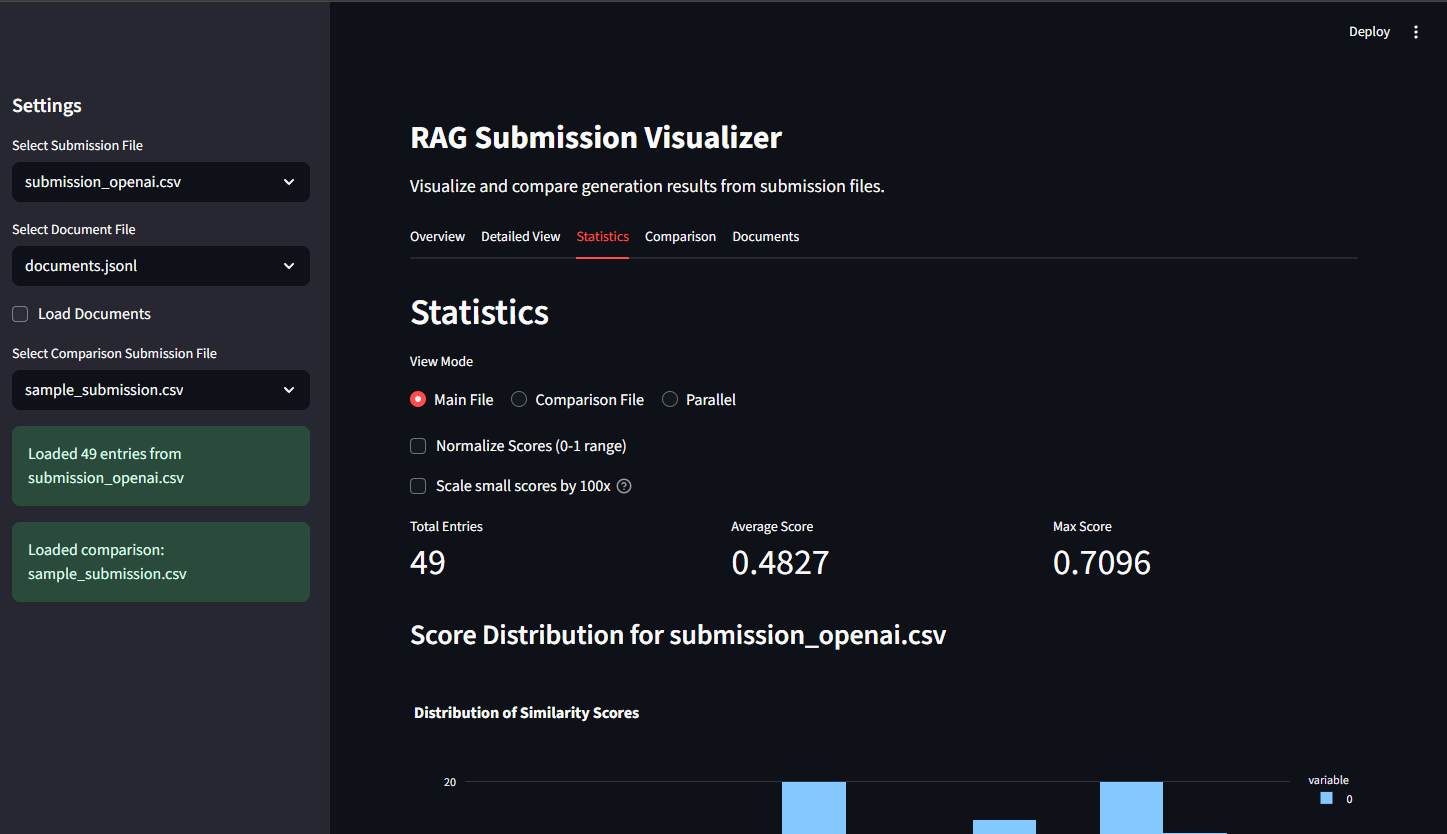 Deploy
Settings
Select Submission File
submission_openai.csv
Select Document File
documents.jsonl
Load Documents
Select Comparison Submission File
sample_submission.csv
Loaded 49 entries from
submission_openai.csv
Loaded comparison:
sample_submission.csv
RAG Submission Visualizer
Visualize and compare generation results from submission files.
Overview Detailed View Statistics Comparison Documents
Statistics
View Mode
Main File Comparison File Parallel
Normalize Scores (0-1 range)
Scale small scores by 100x ?
Total Entries Average Score Max Score
49 0.4827 0.7096
Score Distribution for submission_openai.csv
Distribution of Similarity Scores
20 variable
0